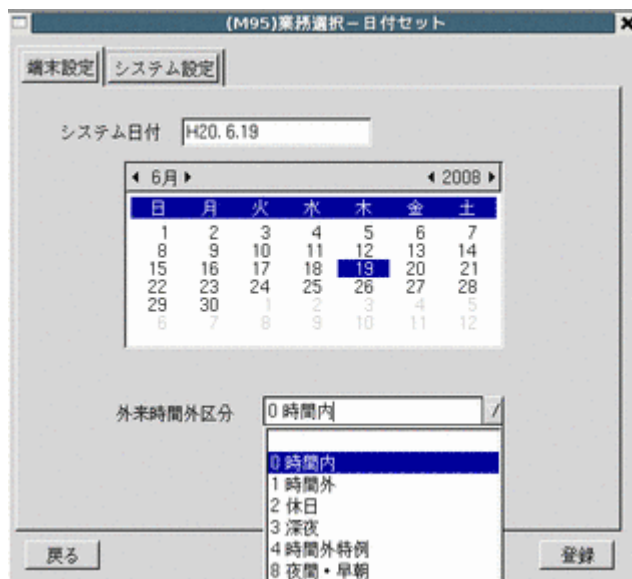 (M95)業務選択－日付セット
端末設定 システム設定
システム日付 H20. 6.19
6月 2008
日 月 火 水 木 金 土
1 2 3 4 5 6 7
8 9 10 11 12 13 14
15 16 17 18 19 20 21
22 23 24 25 26 27 28
29 30 1 2 3 4 5
6 7 8 9 10 11 12
外来時間外区分 0 時間内
0 時間内
1 時間外
2 休日
3 深夜
4 時間外特例
8 夜間・早朝
戻る 登録